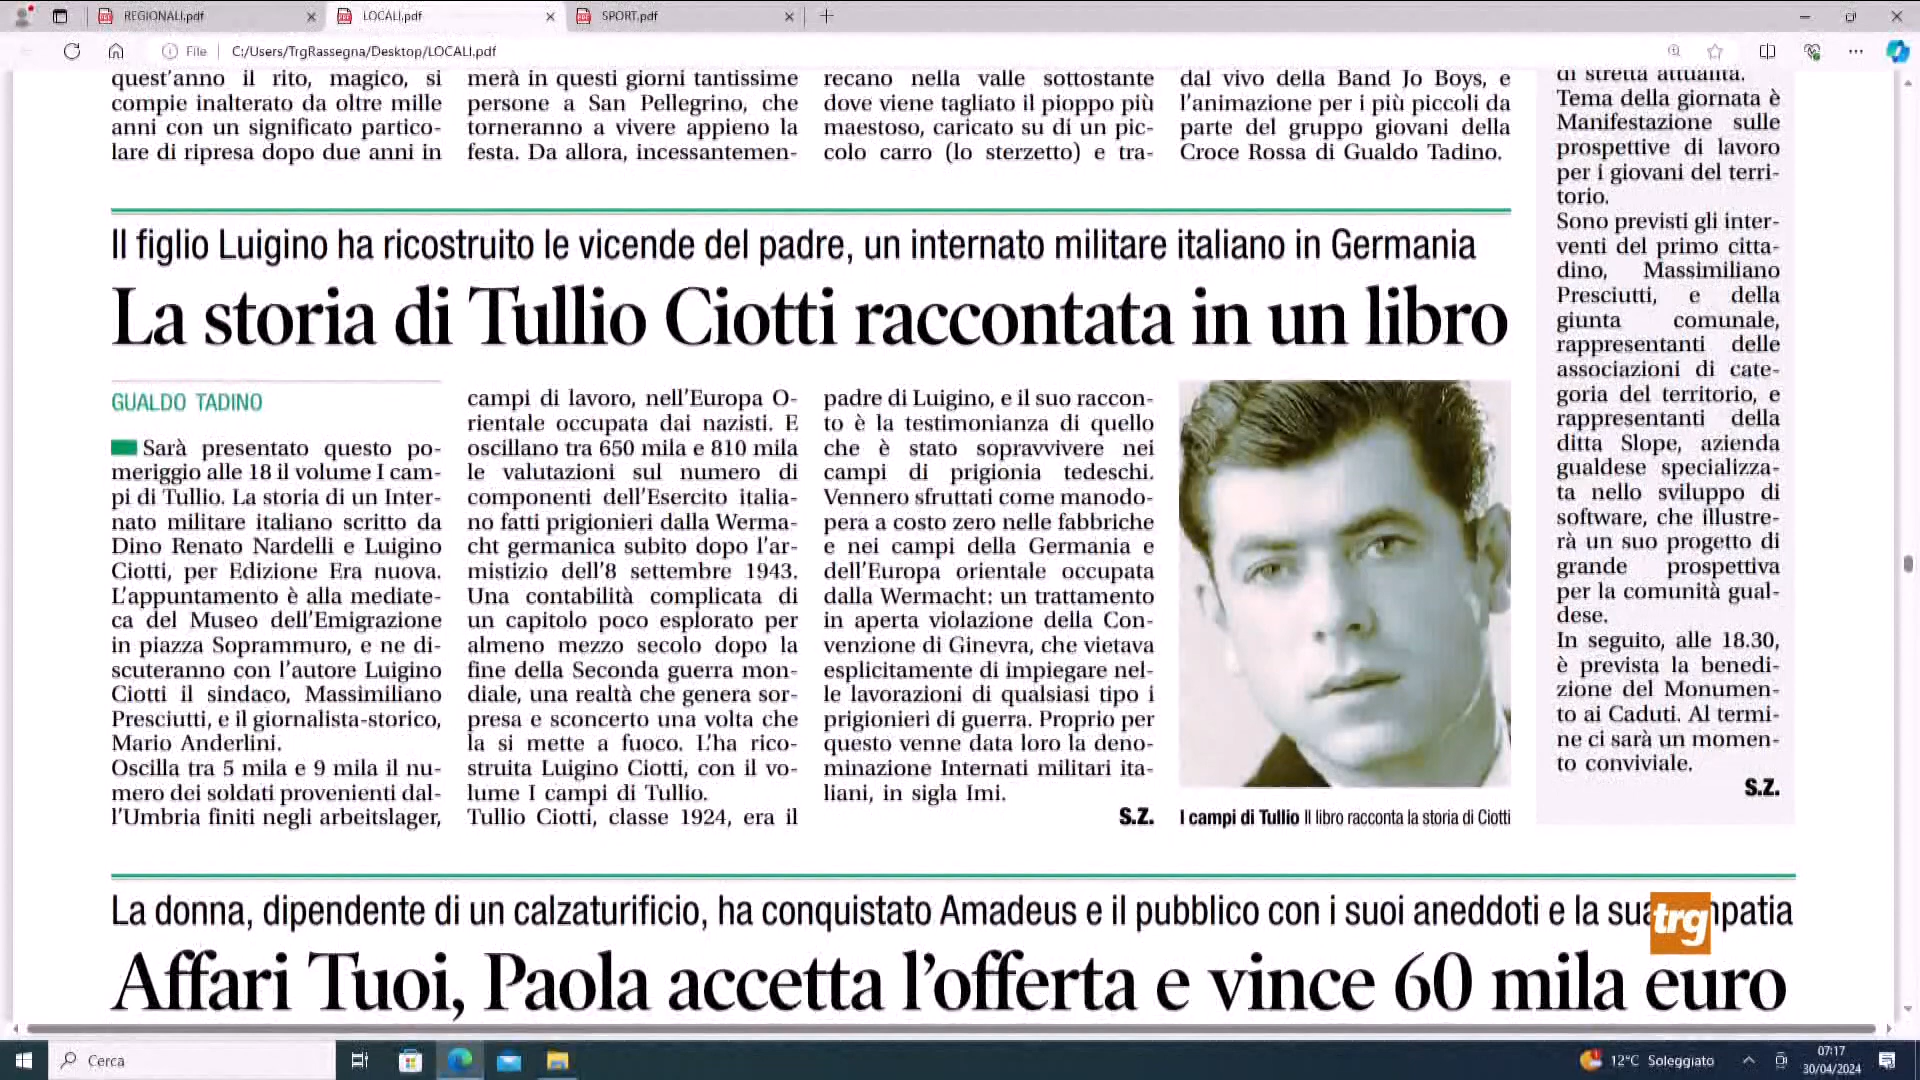 REGIONALI.pdf
LOCALI.pdf
SPORT.pdf
File
C:/Users/TrgRassegna/Desktop/LOCALI.pdf
quest'anno il rito, magico, si
compie inalterato da oltre mille
anni con un significato partico-
lare di ripresa dopo due anni in
merà in questi giorni tantissime
persone a San Pellegrino, che
torneranno a vivere appieno la
festa. Da allora, incessantemen-
recano nella valle sottostante
dove viene tagliato il pioppo più
maestoso, caricato su di un pic-
colo carro (lo sterzetto) e tra-
dal vivo della Band Jo Boys, e
l'animazione per i più piccoli da
parte del gruppo giovani della
Croce Rossa di Gualdo Tadino.
di stretta attualità.
Tema della giornata è
Manifestazione sulle
prospettive di lavoro
per i giovani del terri-
torio.
Sono previsti gli inter-
venti del primo citta-
dino, Massimiliano
Presciutti, e della
giunta comunale,
rappresentanti delle
associazioni di cate-
goria del territorio, e
rappresentanti della
ditta Slope, azienda
gualdese specializza-
ta nello sviluppo di
software, che illustre-
rà un suo progetto di
grande prospettiva
per la comunità gual-
dese.
In seguito, alle 18.30,
è prevista la benedi-
zione del Monumen-
to ai Caduti. Al termi-
ne ci sarà un momen-
to conviviale.
S.Z.
Il figlio Luigino ha ricostruito le vicende del padre, un internato militare italiano in Germania
La storia di Tullio Ciotti raccontata in un libro
GUALDO TADINO
Sarà presentato questo po-
meriggio alle 18 il volume I cam-
pi di Tullio. La storia di un Inter-
nato militare italiano scritto da
Dino Renato Nardelli e Luigino
Ciotti, per Edizione Era nuova.
L'appuntamento è alla mediate-
ca del Museo dell'Emigrazione
in piazza Soprammuro, e ne di-
scuteranno con l'autore Luigino
Ciotti il sindaco, Massimiliano
Presciutti, e il giornalista-storico,
Mario Anderlini.
Oscilla tra 5 mila e 9 mila il nu-
mero dei soldati provenienti dal-
l'Umbria finiti negli arbeitslager,
campi di lavoro, nell'Europa O-
rientale occupata dai nazisti. E
oscillano tra 650 mila e 810 mila
le valutazioni sul numero di
componenti dell'Esercito italia-
no fatti prigionieri dalla Werma-
cht germanica subito dopo l'ar-
mistizio dell'8 settembre 1943.
Una contabilità complicata di
un capitolo poco esplorato per
almeno mezzo secolo dopo la
fine della Seconda guerra mon-
diale, una realtà che genera sor-
presa e sconcerto una volta che
la si mette a fuoco. L'ha rico-
struita Luigino Ciotti, con il vo-
lume I campi di Tullio.
Tullio Ciotti, classe 1924, era il
padre di Luigino, e il suo raccon-
to è la testimonianza di quello
che è stato sopravvivere nei
campi di prigionia tedeschi.
Vennero sfruttati come manodo-
pera a costo zero nelle fabbriche
e nei campi della Germania e
dell'Europa orientale occupata
dalla Wermacht: un trattamento
in aperta violazione della Con-
venzione di Ginevra, che vietava
esplicitamente di impiegare nel-
le lavorazioni di qualsiasi tipo i
prigionieri di guerra. Proprio per
questo venne data loro la deno-
minazione Internati militari ita-
liani, in sigla Imi.
S.Z.
I campi di Tullio Il libro racconta la storia di Ciotti
La donna, dipendente di un calzaturificio, ha conquistato Amadeus e il pubblico con i suoi aneddoti e la sua
trg
Affari Tuoi, Paola accetta l'offerta e vince 60 mila euro
Cerca
12°C Soleggiato
07:17
30/04/2024